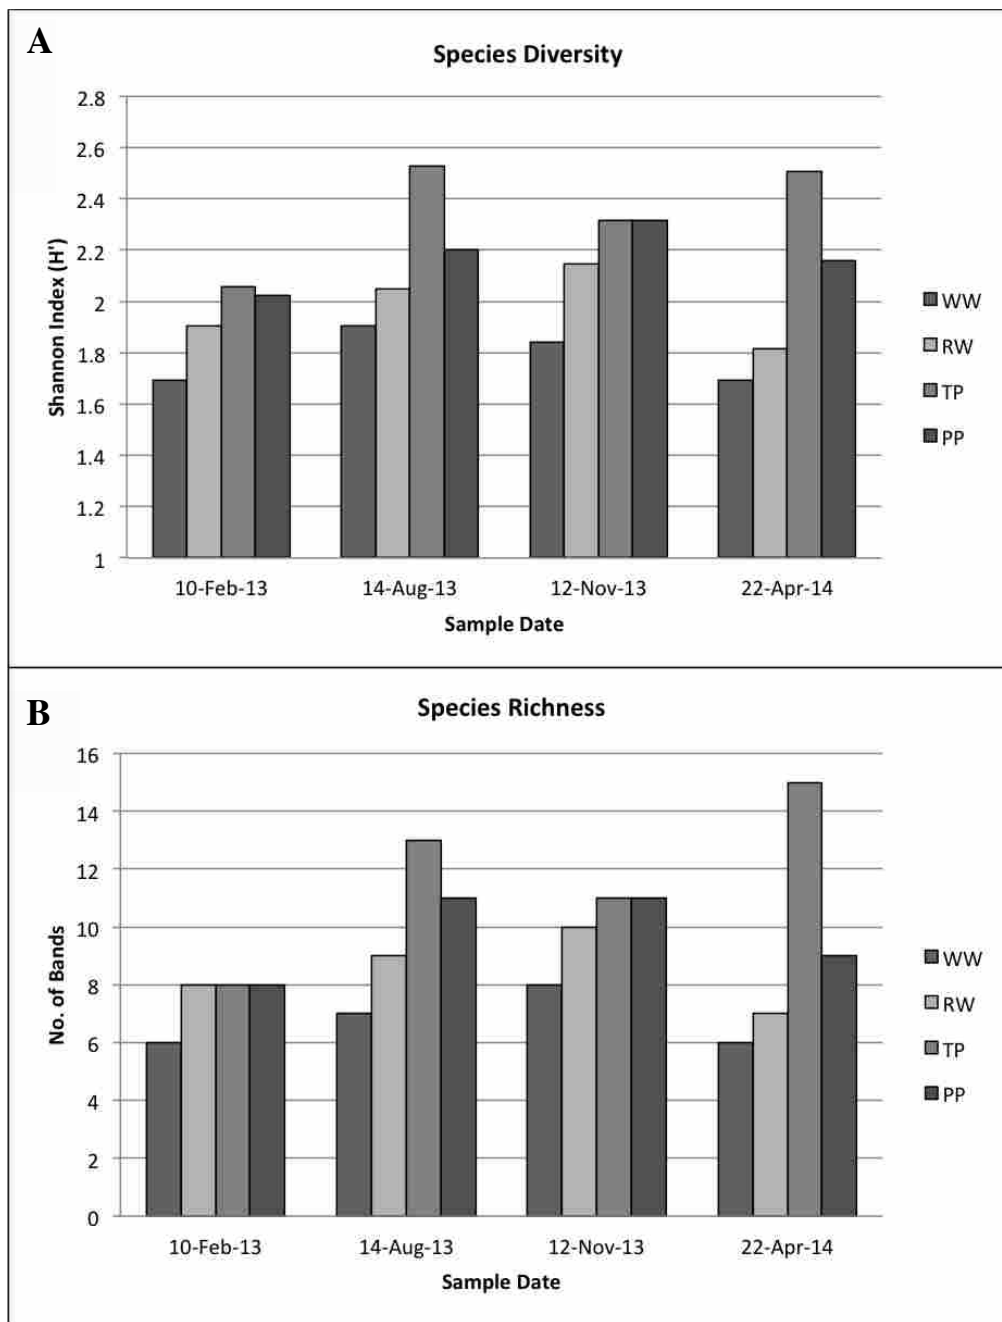 A
Species Diversity
2.8
2.6
2.4
2.2
2
1.8
1.6
1.4
1.2
1
Shannon Index (H')
WW
RW
TP
PP
10-Feb-13 14-Aug-13 12-Nov-13 22-Apr-14
Sample Date
B
Species Richness
16
14
12
10
8
6
4
2
0
No. of Bands
WW
RW
TP
PP
10-Feb-13 14-Aug-13 12-Nov-13 22-Apr-14
Sample Date